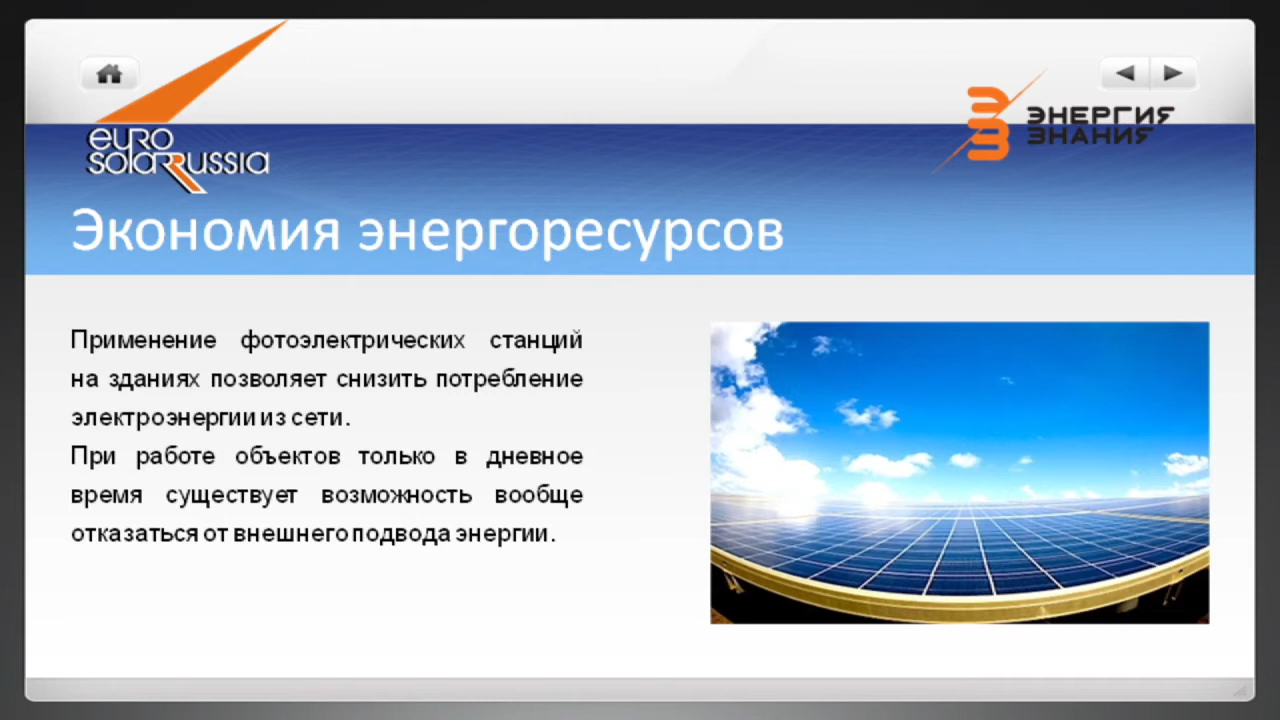 EURO
SOLARRUSSIA
ЭНЕРГИЯ
ЗНАНИЯ
Экономия энергоресурсов
Применение фотоэлектрических станций
на зданиях позволяет снизить потребление
электроэнергии из сети.
При работе объектов только в дневное
время существует возможность вообще
отказаться от внешнего подвода энергии.